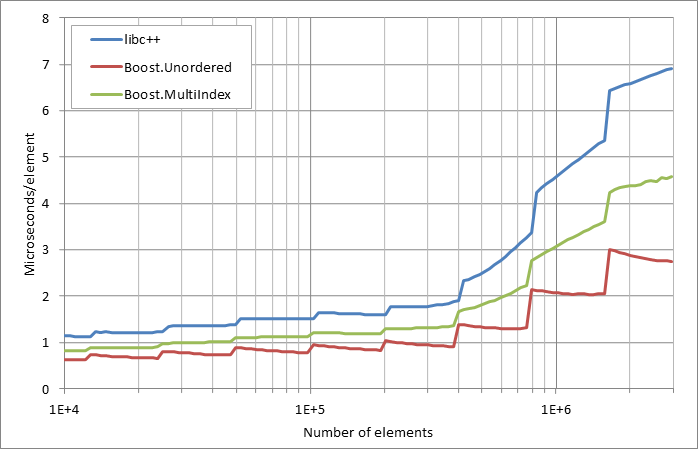 8
7
6
5
4
3
2
1
0
Microseconds/element
libc++
Boost.Unordered
Boost.MultiIndex
1E+4
1E+5
1E+6
Number of elements